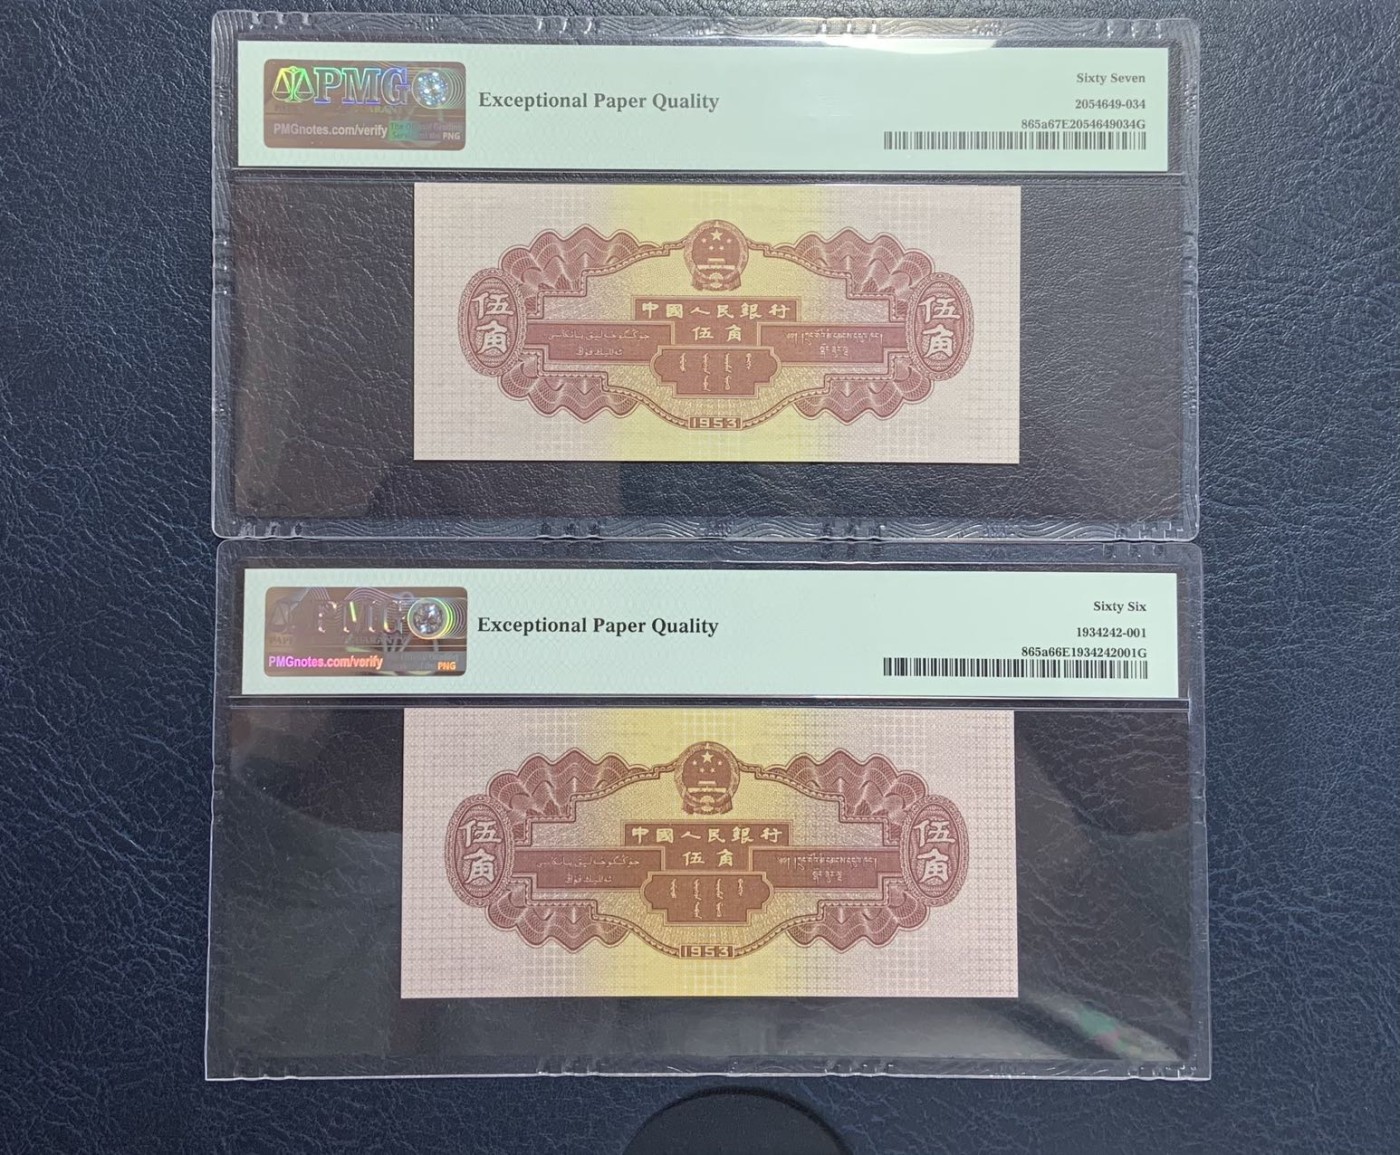 PMG
Exceptional Paper Quality
Sixty Seven
2054649-034
865a67E2054649034G
PMGnotes.com/verify
PNG
中國人民銀行
伍角
伍角
伍角
1953
PMG
Exceptional Paper Quality
Sixty Six
1934242-001
865a66E1934242001G
PMGnotes.com/verify
PNG
中國人民銀行
伍角
伍角
伍角
1953